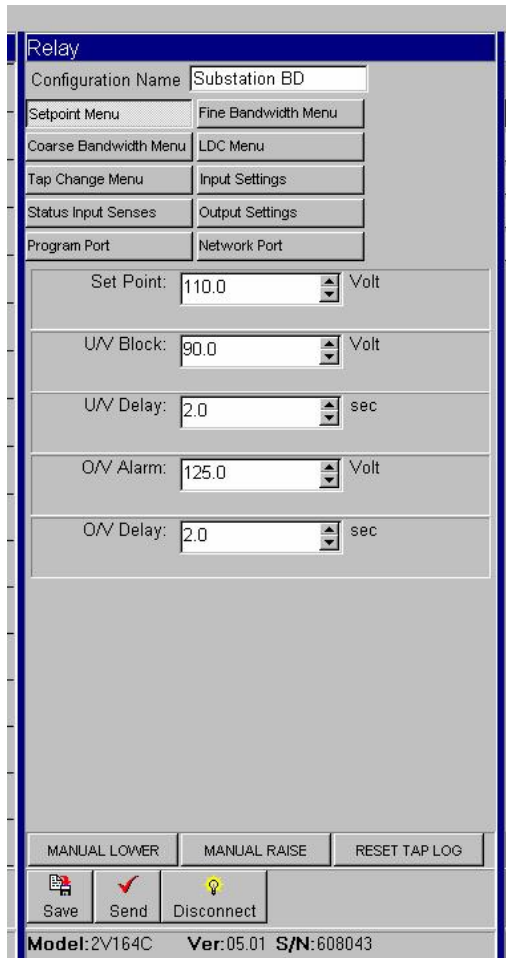 Relay
Configuration Name Substation BD
Setpoint Menu Fine Bandwidth Menu
Coarse Bandwidth Menu LDC Menu
Tap Change Menu Input Settings
Status Input Senses Output Settings
Program Port Network Port
Set Point: 110.0 Volt
U/V Block: 90.0 Volt
U/V Delay: 2.0 sec
O/V Alarm: 125.0 Volt
O/V Delay: 2.0 sec
MANUAL LOWER MANUAL RAISE RESET TAP LOG
Save Send Disconnect
Model:2V164C Ver:05.01 S/N:608043